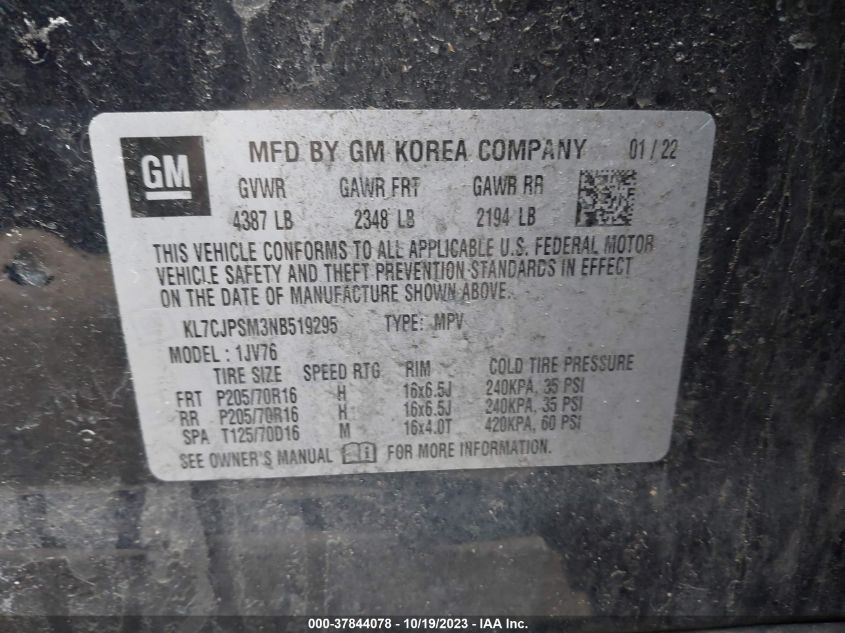 GM MFD BY GM KOREA COMPANY 01/22
GVWR GAWR FRT GAWR RR
4387 LB 2348 LB 2194 LB
THIS VEHICLE CONFORMS TO ALL APPLICABLE U.S. FEDERAL MOTOR
VEHICLE SAFETY AND THEFT PREVENTION STANDARDS IN EFFECT
ON THE DATE OF MANUFACTURE SHOWN ABOVE.
KL7CJPSM3NB519295 TYPE: MPV
MODEL : 1JV76
TIRE SIZE SPEED RTG RIM COLD TIRE PRESSURE
FRT P205/70R16 H 16x6.5J 240KPA, 35 PSI
RR P205/70R16 H 16x6.5J 240KPA, 35 PSI
SPA T125/70D16 M 16x4.0T 420KPA, 60 PSI
SEE OWNER'S MANUAL FOR MORE INFORMATION.
000-37844078 - 10/19/2023 - IAA, Inc.